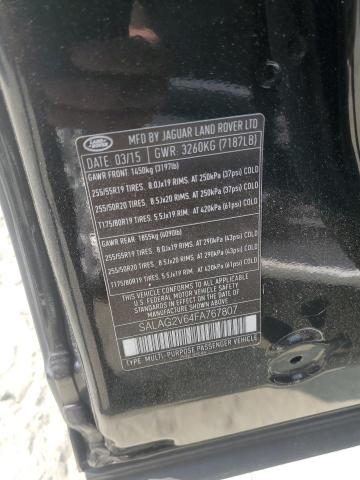 LAND ROVER
MFD BY JAGUAR LAND ROVER LTD
DATE: 03/15 GWR: 3260KG (7187LB)
GAWR FRONT: 1450kg (3197lb)
255/55R19 TIRES. 8.0Jx19 RIMS. AT 250kPa (37psi) COLD
255/50R20 TIRES. 8.5Jx20 RIMS. AT 250kPa (37psi) COLD
T175/80R19 TIRES. 5.5Jx19 RIM. AT 420kPa (61psi) COLD
GAWR REAR: 1855kg (4090lb)
255/55R19 TIRES. 8.0Jx19 RIMS. AT 290kPa (43psi) COLD
255/50R20 TIRES. 8.5Jx20 RIMS. AT 290kPa (43psi) COLD
T175/80R19 TIRES. 5.5Jx19 RIM. AT 420kPa (61psi) COLD
THIS VEHICLE CONFORMS TO ALL APPLICABLE
FEDERAL MOTOR VEHICLE SAFETY STANDARDS
IN EFFECT ON THE DATE OF MANUFACTURE
SHOWN ABOVE.
SALAG2V64FA767807
TYPE: MULTI-PURPOSE PASSENGER VEHICLE